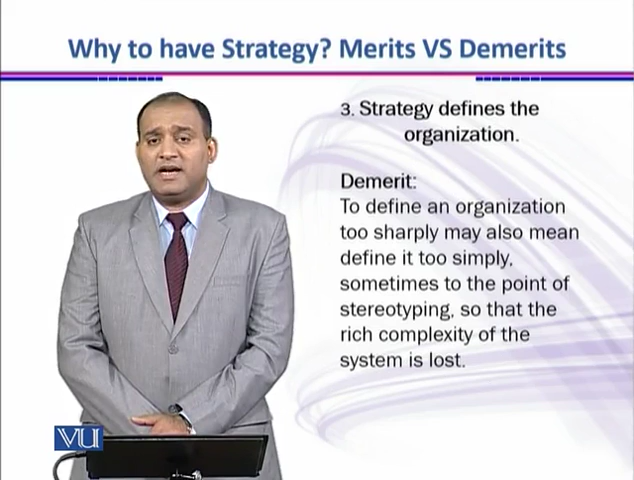 Why to have Strategy? Merits VS Demerits
3. Strategy defines the
organization.
Demerit:
To define an organization
too sharply may also mean
define it too simply,
sometimes to the point of
stereotyping, so that the
rich complexity of the
system is lost.
VU